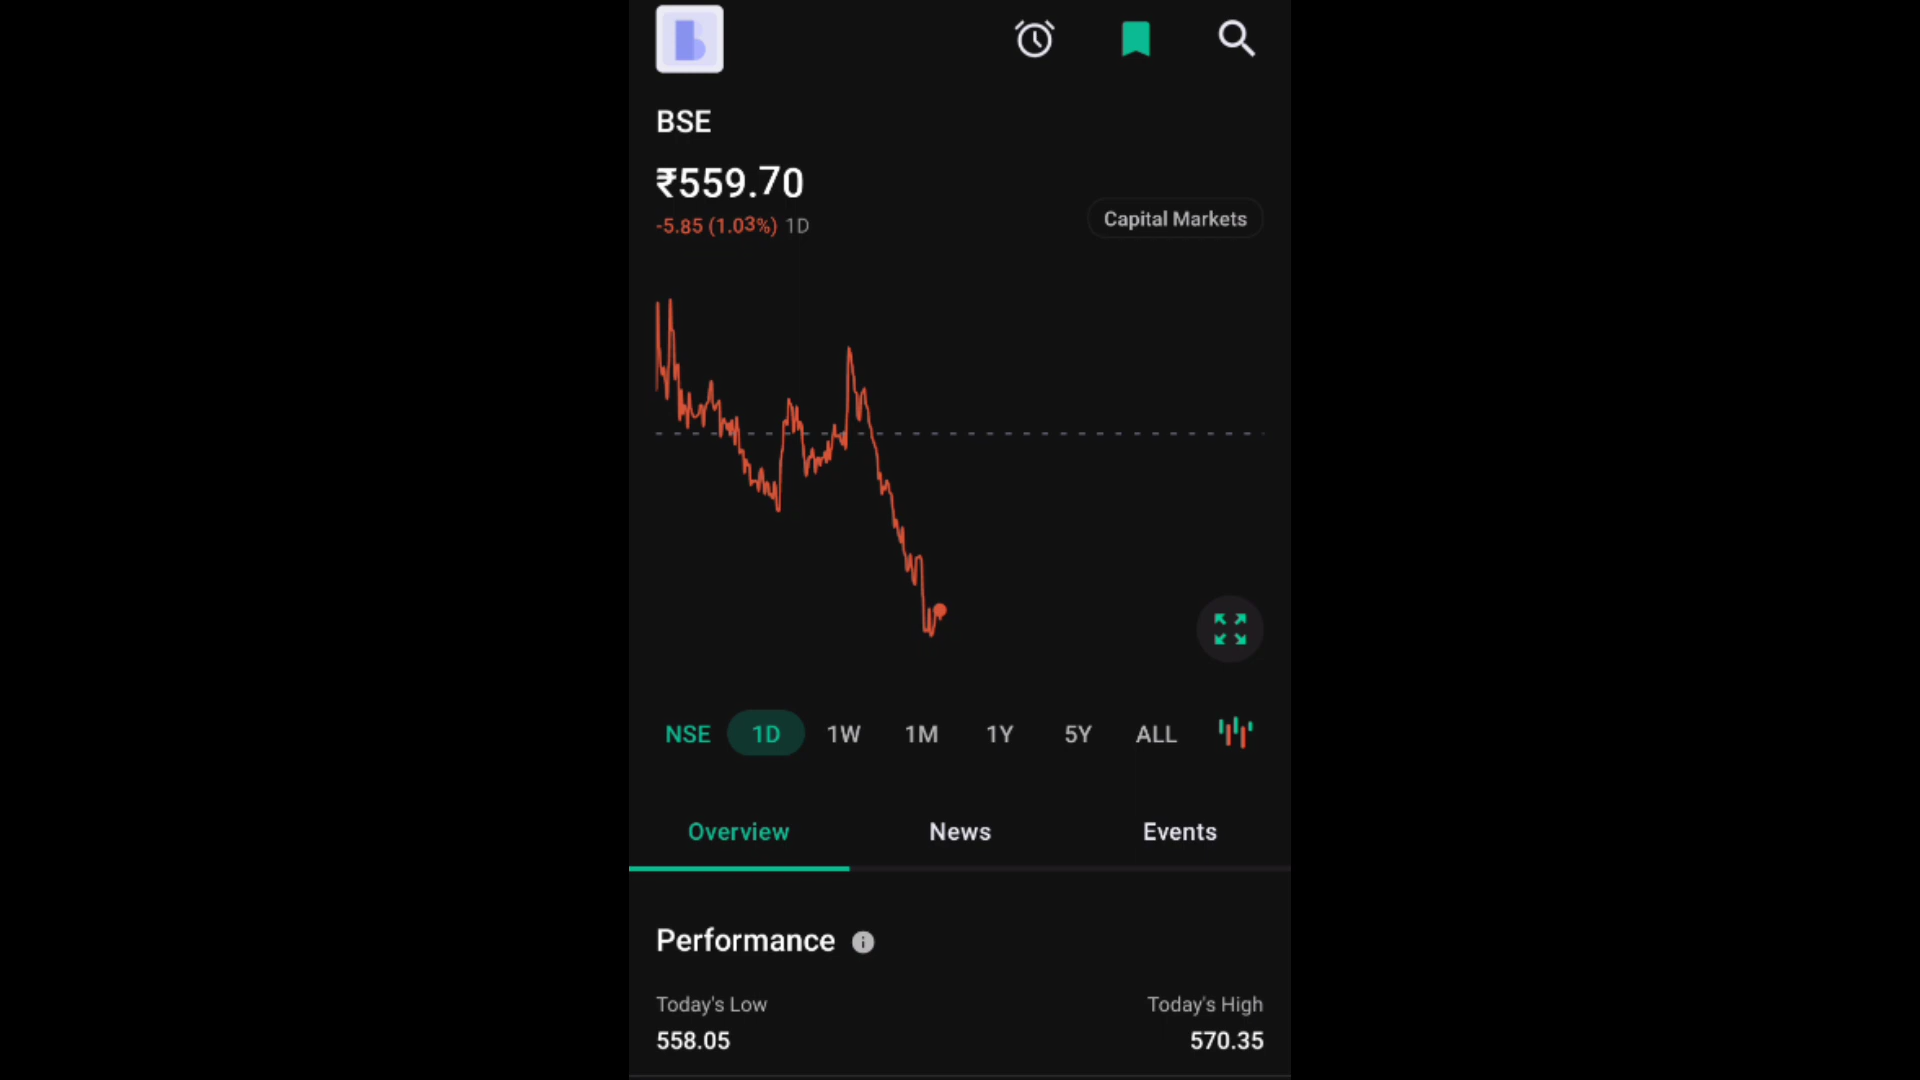 BSE
₹559.70
-5.85 (1.03%) 1D
Capital Markets
NSE 1D 1W 1M 1Y 5Y ALL
Overview News Events
Performance
Today's Low Today's High
558.05 570.35